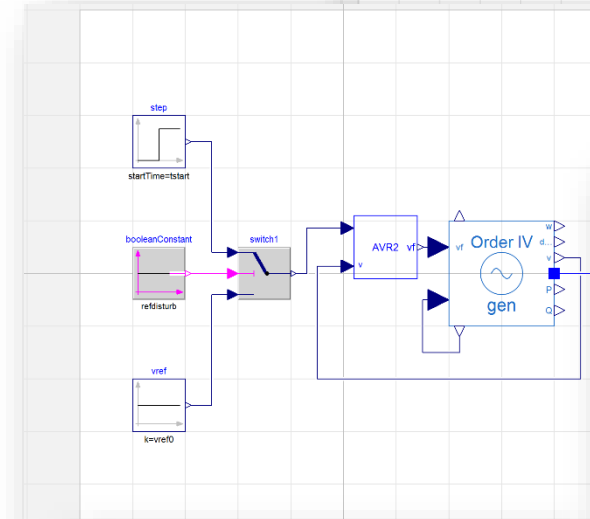 step
startTime=tstart
booleanConstant
refdisturb
switch1
vref
k=vref0
AVR2
vf
v
vf
Order IV
gen
w
d...
v
P
Q